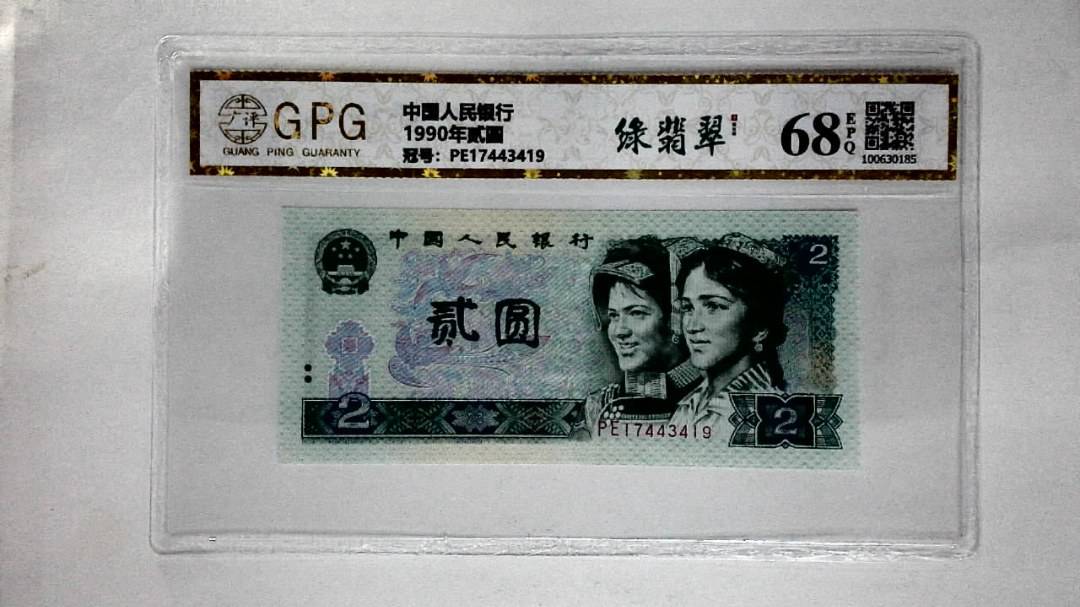 GPG
GUANG PING GUARANTY
中国人民银行
1990年贰圆
冠号：PE17443419
绿翡翠
68
EPQ
100630185
中国人民银行
2
贰圆
2
PE17443419
2